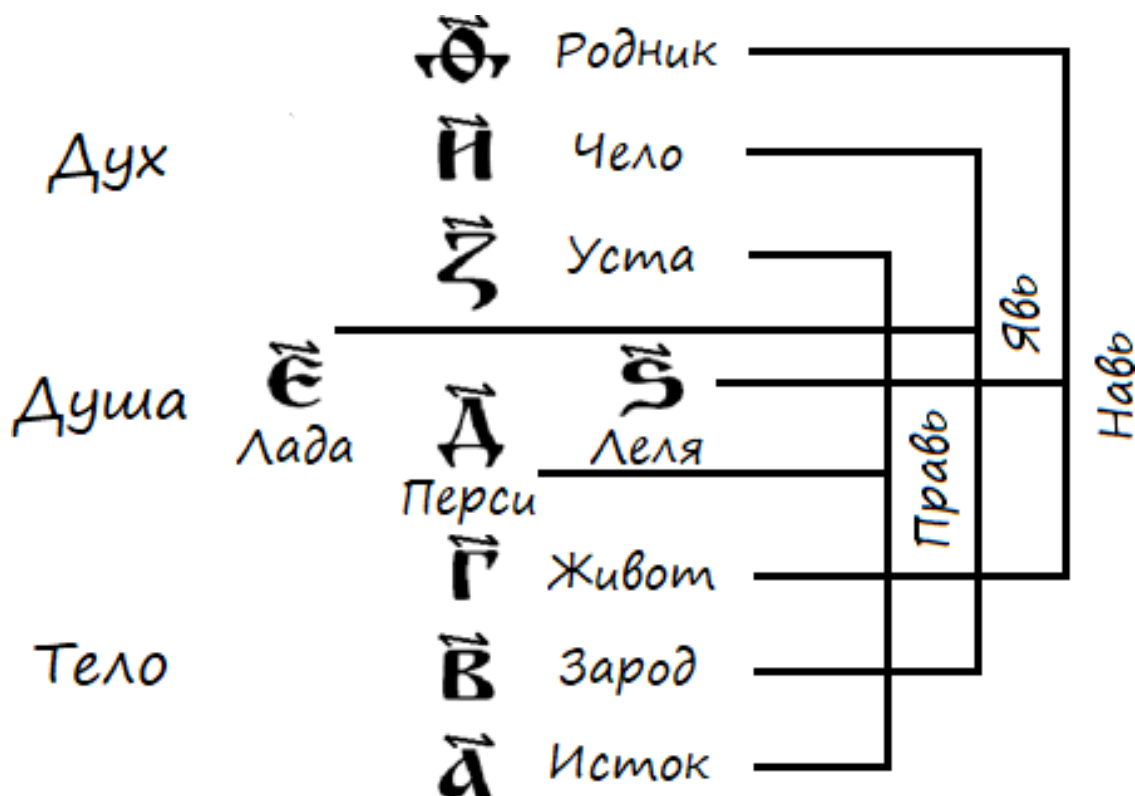 Ѳ҃ Родник
Дух И҃ Чело
З҃ Уста
Явь
Навь
Правь
Душа Є҃ Д҃ Ѕ҃
Лада Леля
Перси
Г҃ Живот
Тело В҃ Зарод
А҃ Исток